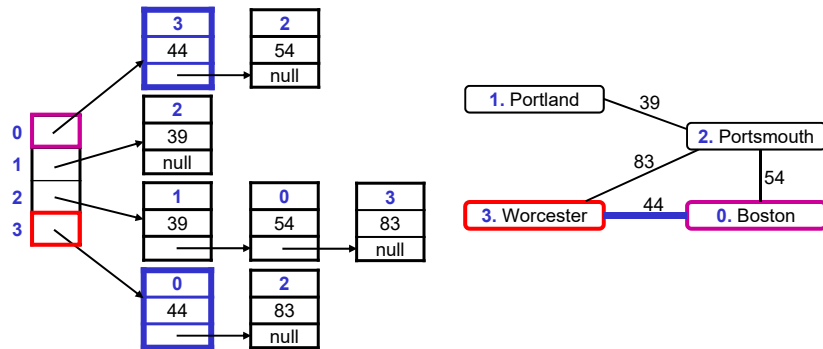 3 2
44 54
null
2
0 39
1 null
2 1 0 3
3 39 54 83
null
0 2
44 83
null
1. Portland
39
2. Portsmouth
83
54
3. Worcester
44
0. Boston